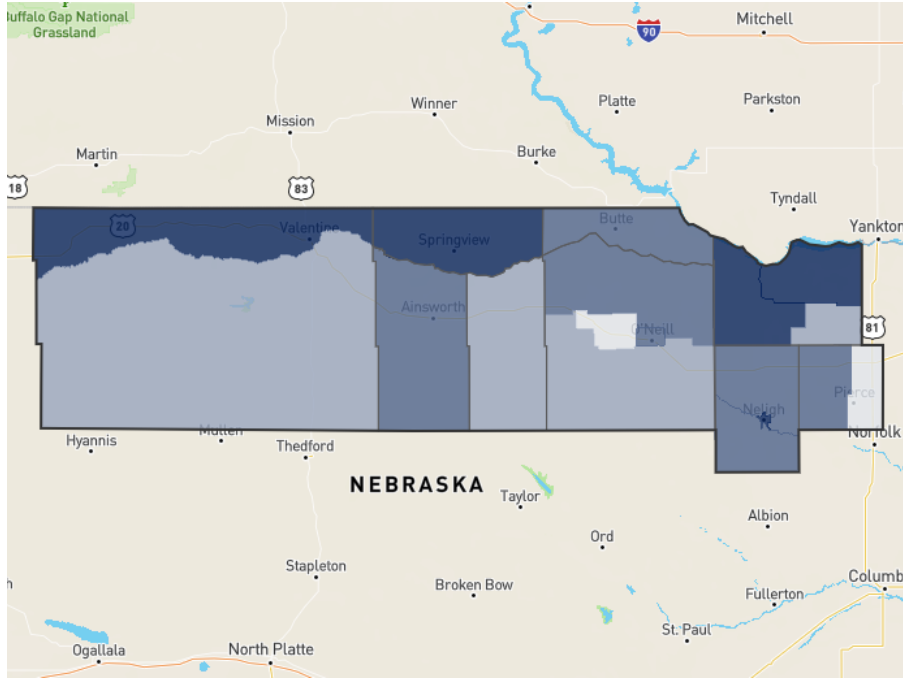 Buffalo Gap National
Grassland
90
Mitchell
Winner
Platte
Parkston
Mission
Martin
Burke
18
83
Tyndall
Butte
20
Valentine
Springview
Yankton
Ainsworth
O'Neill
81
Pierce
Neligh
Hyannis
Mullen
Thedford
Norfolk
NEBRASKA
Taylor
Albion
Ord
Stapleton
Broken Bow
h
Columb
Fullerton
St. Paul
Ogallala
North Platte